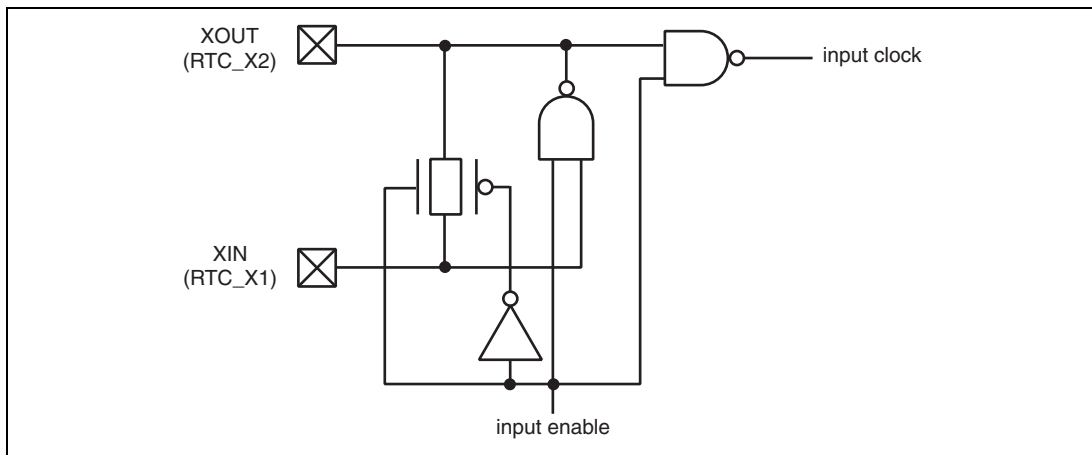 XOUT
(RTC_X2)
input clock
XIN
(RTC_X1)
input enable